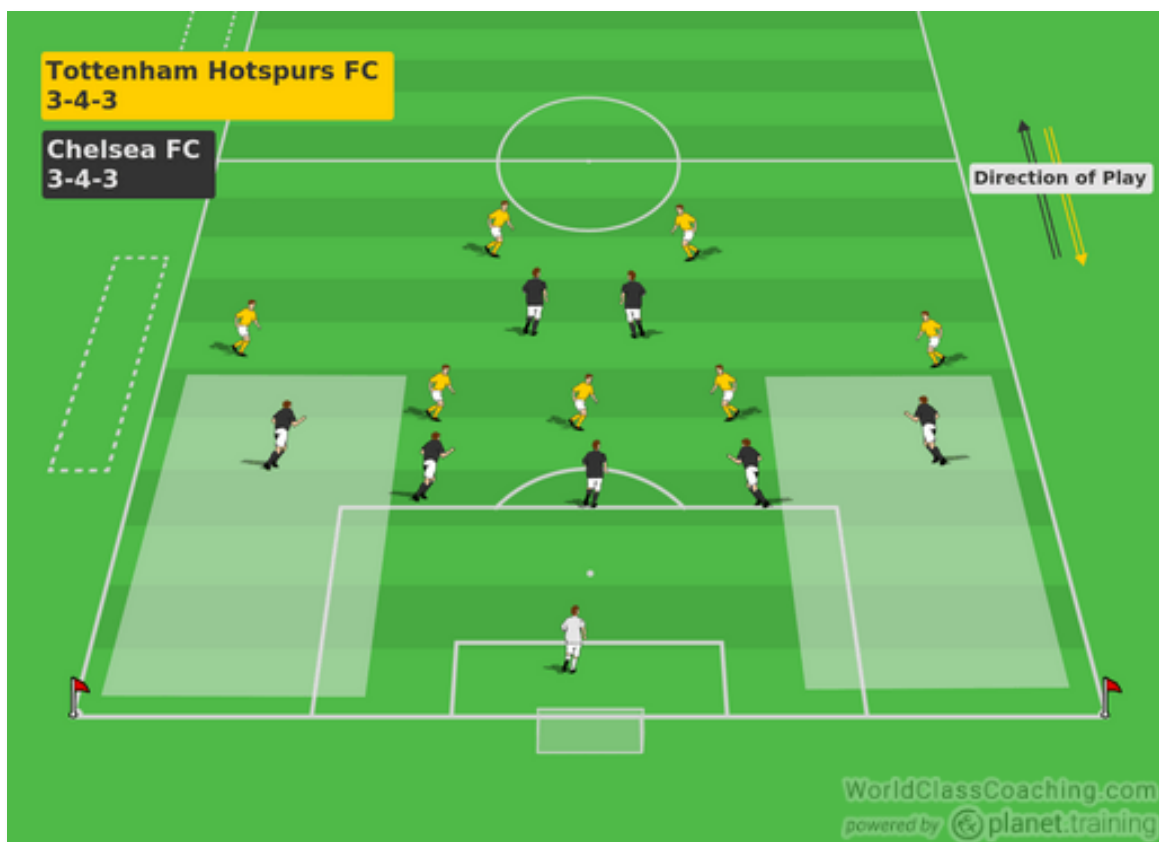 Tottenham Hotspurs FC
3-4-3
Chelsea FC
3-4-3
Direction of Play
WorldClassCoaching.com
powered by planet.training